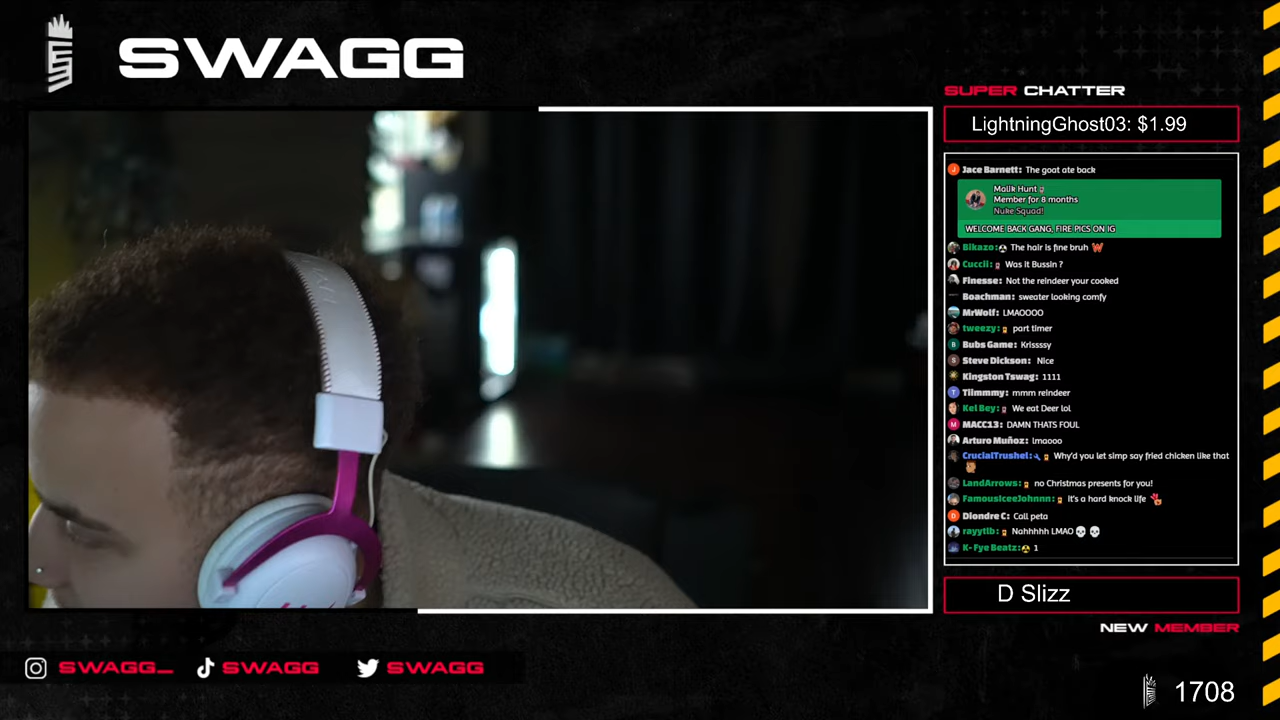 SWAGG
SUPER CHATTER
LightningGhost03: $1.99
Jace Barnett: The goat ate back
Malik Hunt
Member for 8 months
Nuke Squad!
WELCOME BACK GANG, FIRE PICS ON IG
Bikazo: The hair is fine bruh
Cuccii: Was it Bussin ?
Finesse: Not the reindeer your cooked
Boachman: sweater looking comfy
MrWolf: LMAOOOO
tweezy: part timer
B Bubs Game: Krissssy
S Steve Dickson: Nice
Kingston Tswag: 1111
T Tiimmmy: mmm reindeer
Kel Bey: We eat Deer lol
M MACC13: DAMN THATS FOUL
Arturo Muñoz: lmaooo
CrucialTrushel: Why'd you let simp say fried chicken like that
LandArrows: no Christmas presents for you!
FamousIceeJohnnn: it's a hard knock life
D Diondre C: Call peta
rayytlb: Nahhhhh LMAO
K- Fye Beatz: 1
D Slizz
NEW MEMBER
SWAGG_ SWAGG SWAGG
1708